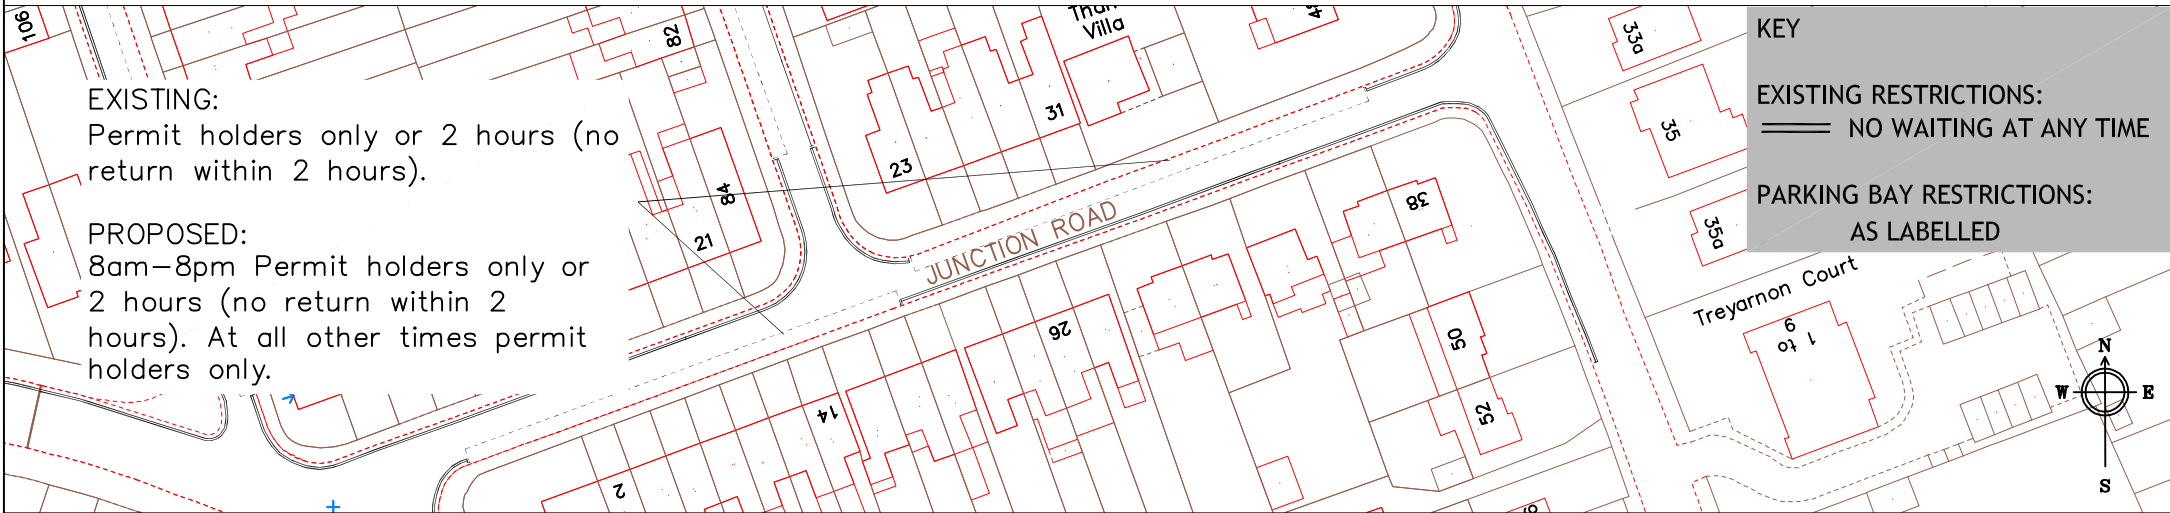 106
82
Villa
33a
KEY
EXISTING:
Permit holders only or 2 hours (no
return within 2 hours).
PROPOSED:
8am-8pm Permit holders only or
2 hours (no return within 2
hours). At all other times permit
holders only.
EXISTING RESTRICTIONS:
NO WAITING AT ANY TIME
PARKING BAY RESTRICTIONS:
AS LABELLED
31
23
35
84
21
38
35a
JUNCTION ROAD
Treyarnon Court
1 to 9
26
50
14
52
2
N
W
E
S